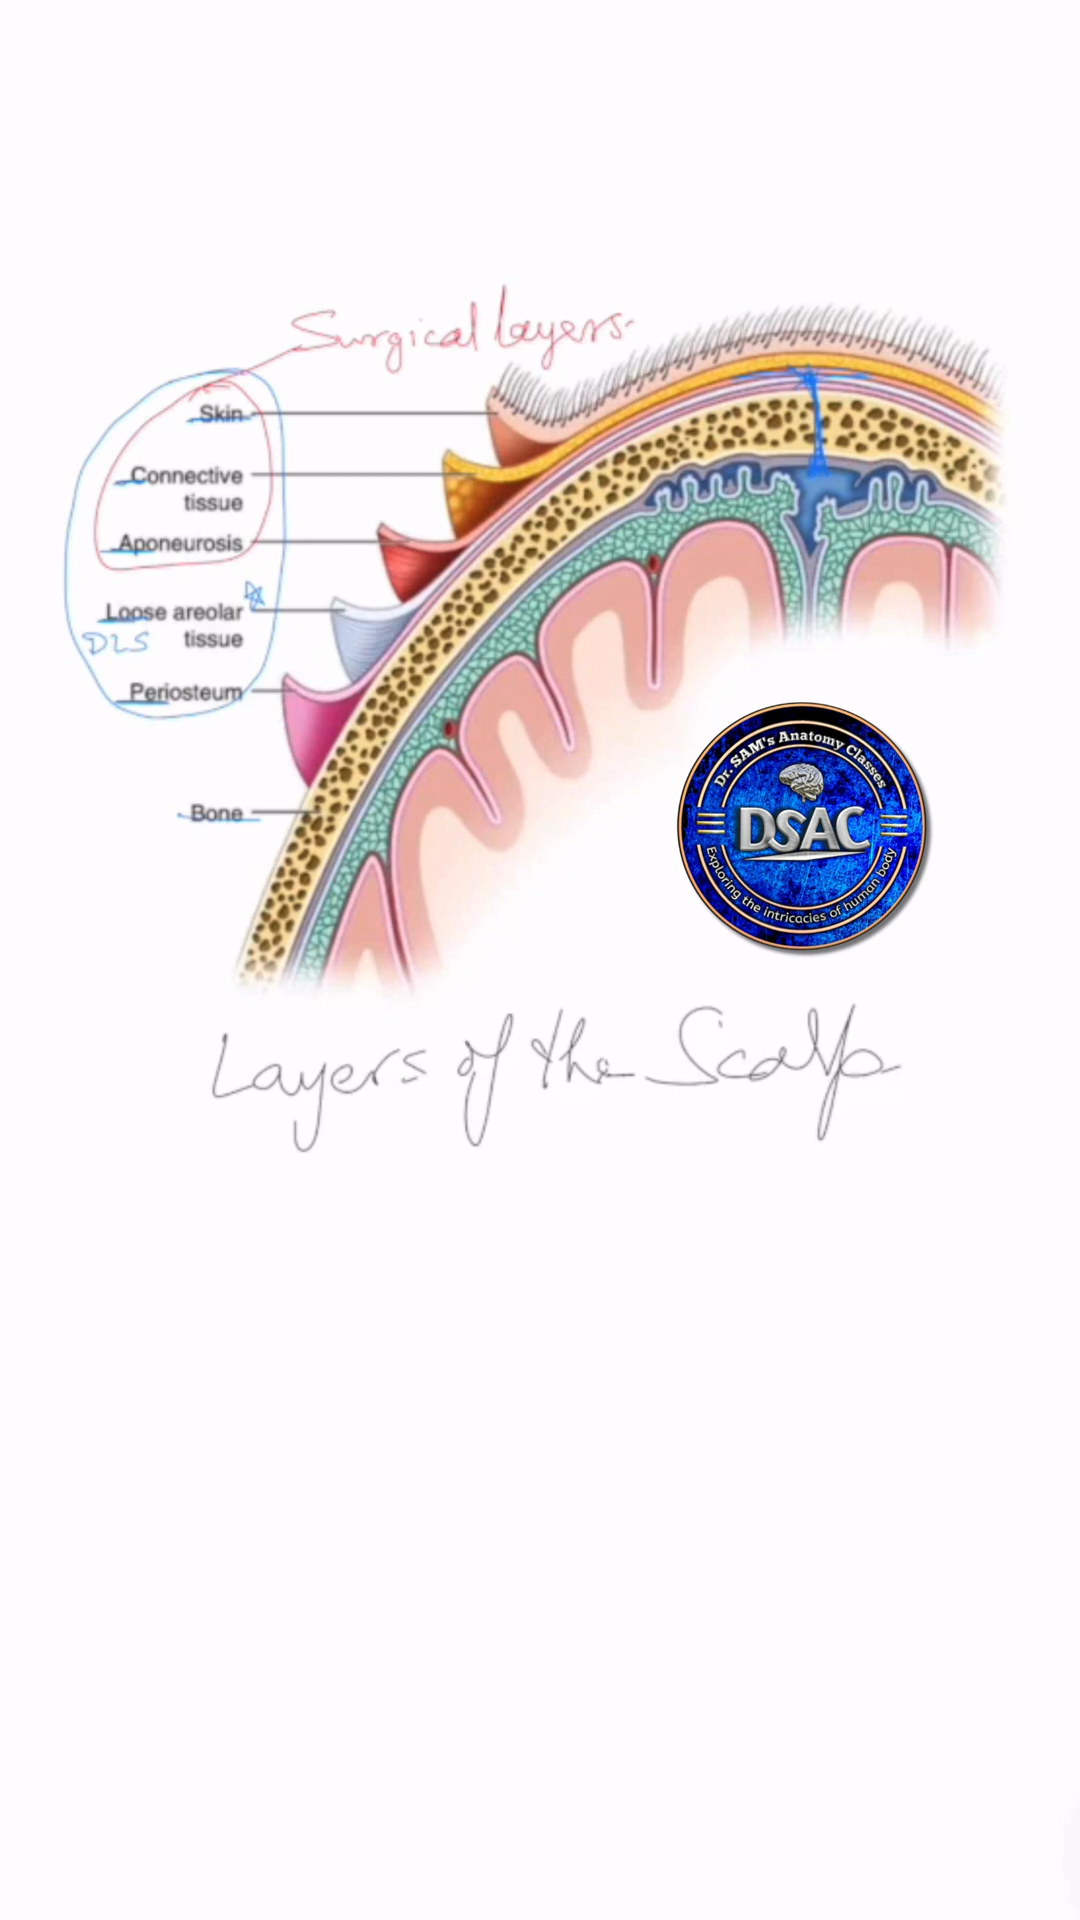 Surgical layers
Skin
Connective
tissue
Aponeurosis
Loose areolar
DLS tissue
Periosteum
Bone
Dr. SAM's Anatomy Classes
DSAC
Exploring the intricacies of human body
Layers of the Scalp